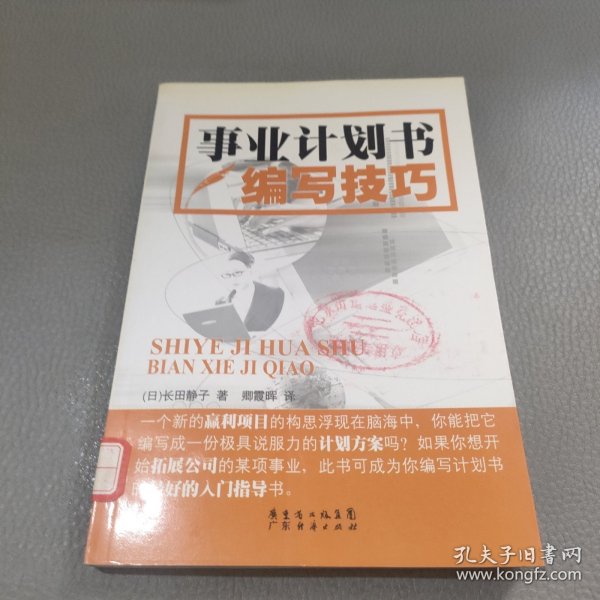 事业计划书
编写技巧
SHIYE JI HUA SHU
BIAN XIE JI QIAO
(日)长田静子 著 卿霞晖 译
一个新的赢利项目的构思浮现在脑海中，你能把它
编写成一份极具说服力的计划方案吗？如果你想开
始拓展公司的某项事业，此书可成为你编写计划书
好的入门指导书。
广东省出版集图
广东经济出版社
孔夫子旧书网
www.kongfz.com